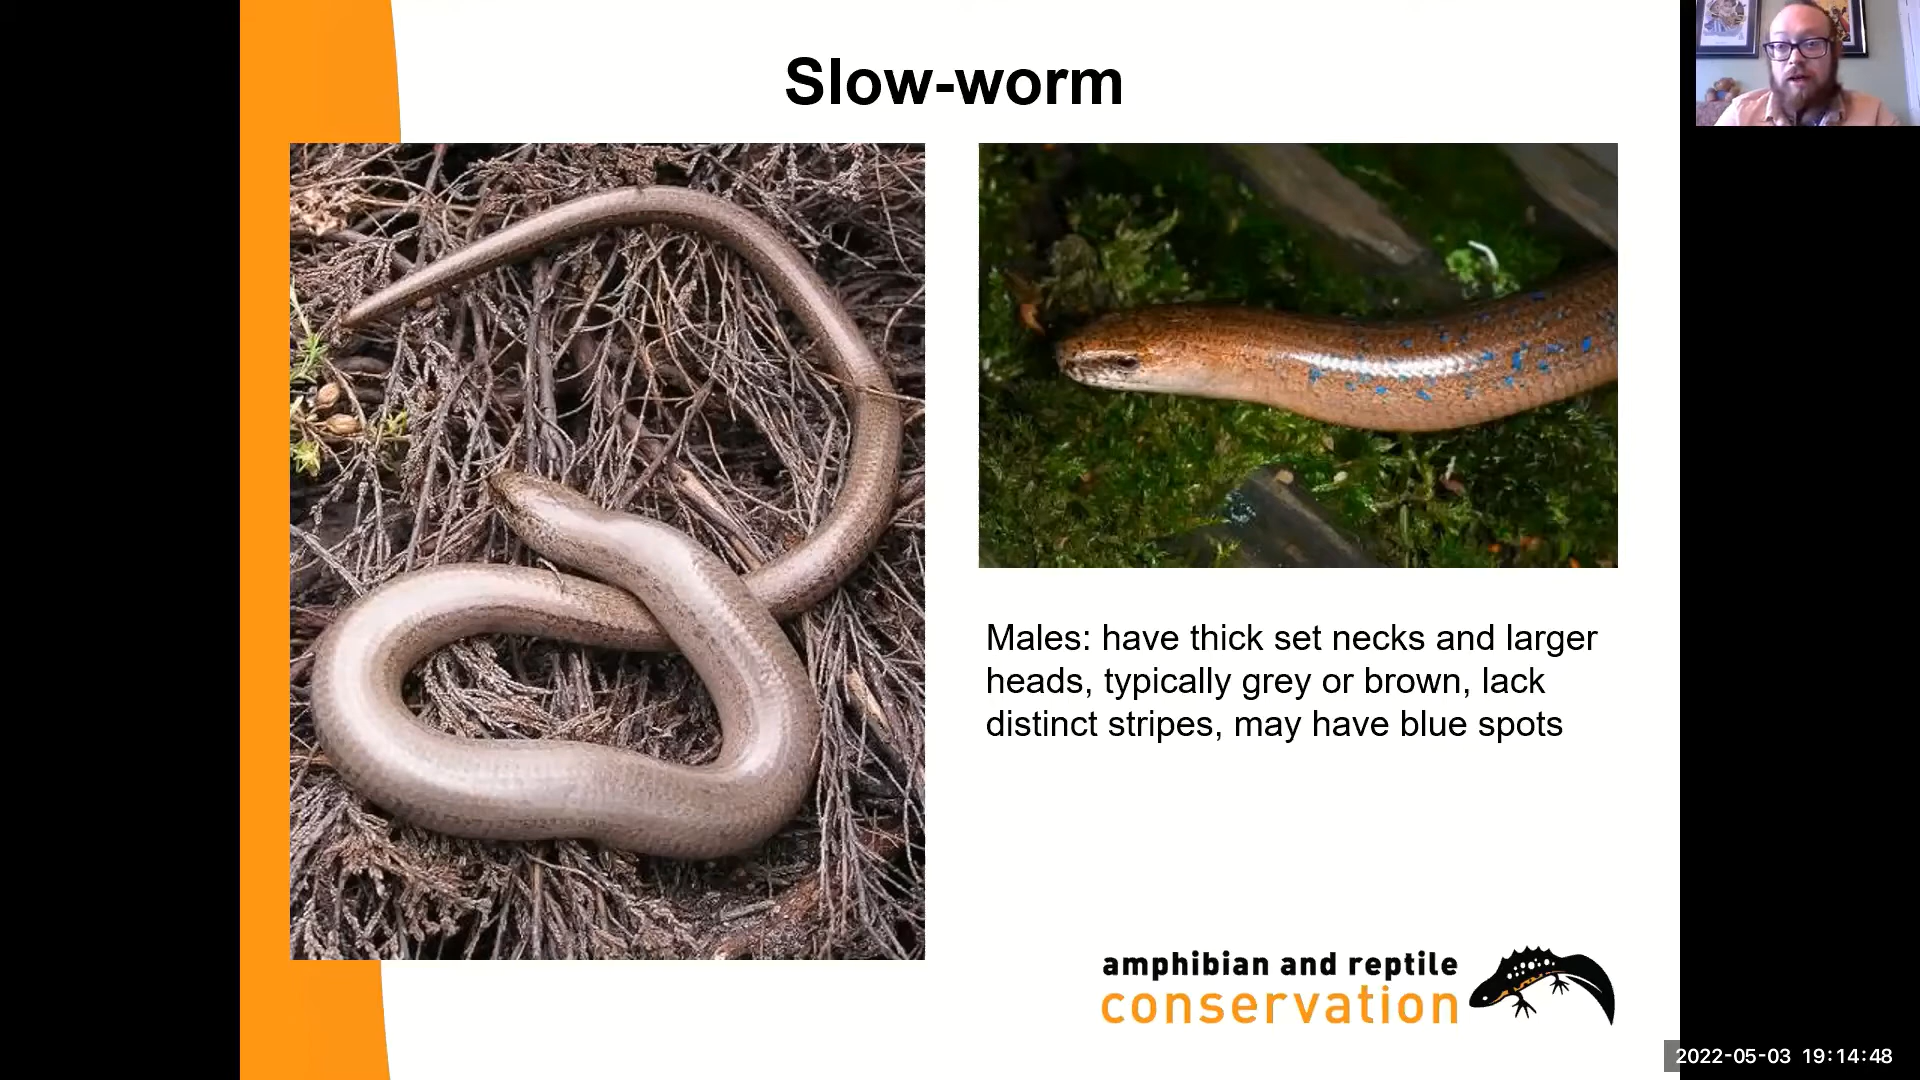 Slow-worm
Males: have thick set necks and larger
heads, typically grey or brown, lack
distinct stripes, may have blue spots
amphibian and reptile
conservation
2022-05-03 19:14:48